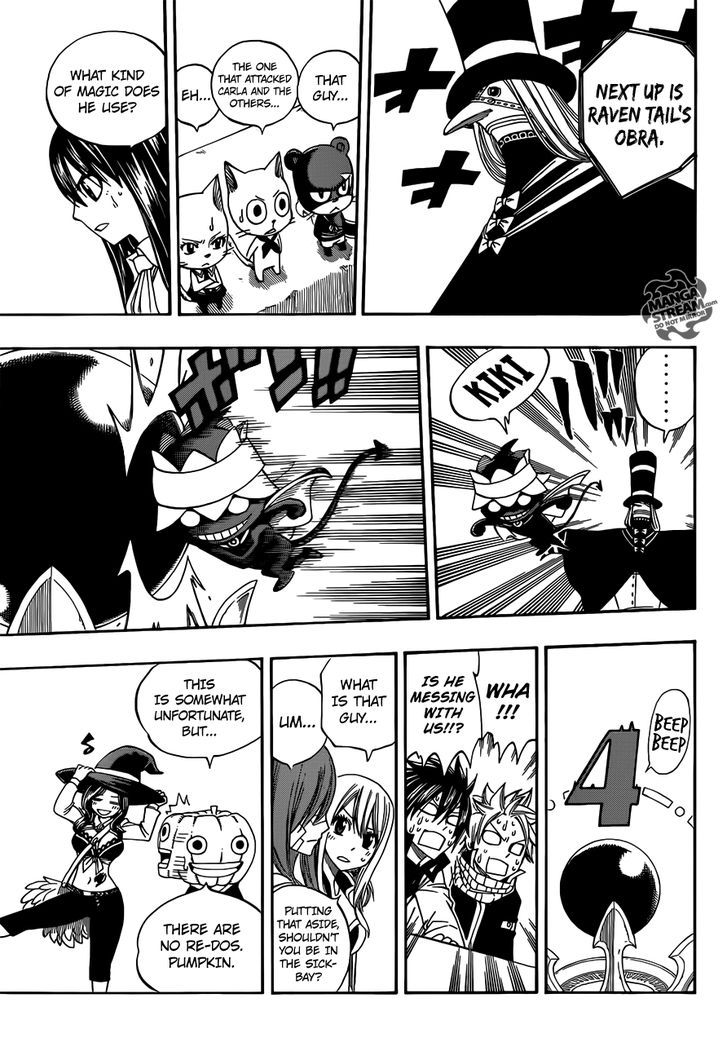 NEXT UP IS
RAVEN TAIL'S
OBRA.
THAT
GUY...
THE ONE
THAT ATTACKED
CARLA AND THE
OTHERS...
EH...
WHAT KIND
OF MAGIC DOES
HE USE?
MANGA
STREAM.com
DO NOT MIRROR
........
KIKI
BEEP
BEEP
4
WHA
!!!
IS HE
MESSING
WITH
US!!?
WHAT
IS THAT
GUY...
UM...
PUTTING
THAT ASIDE,
SHOULDN'T
YOU BE
IN THE
SICK-
BAY?
THIS
IS SOMEWHAT
UNFORTUNATE,
BUT...
THERE ARE
NO RE-DOS.
PUMPKIN.